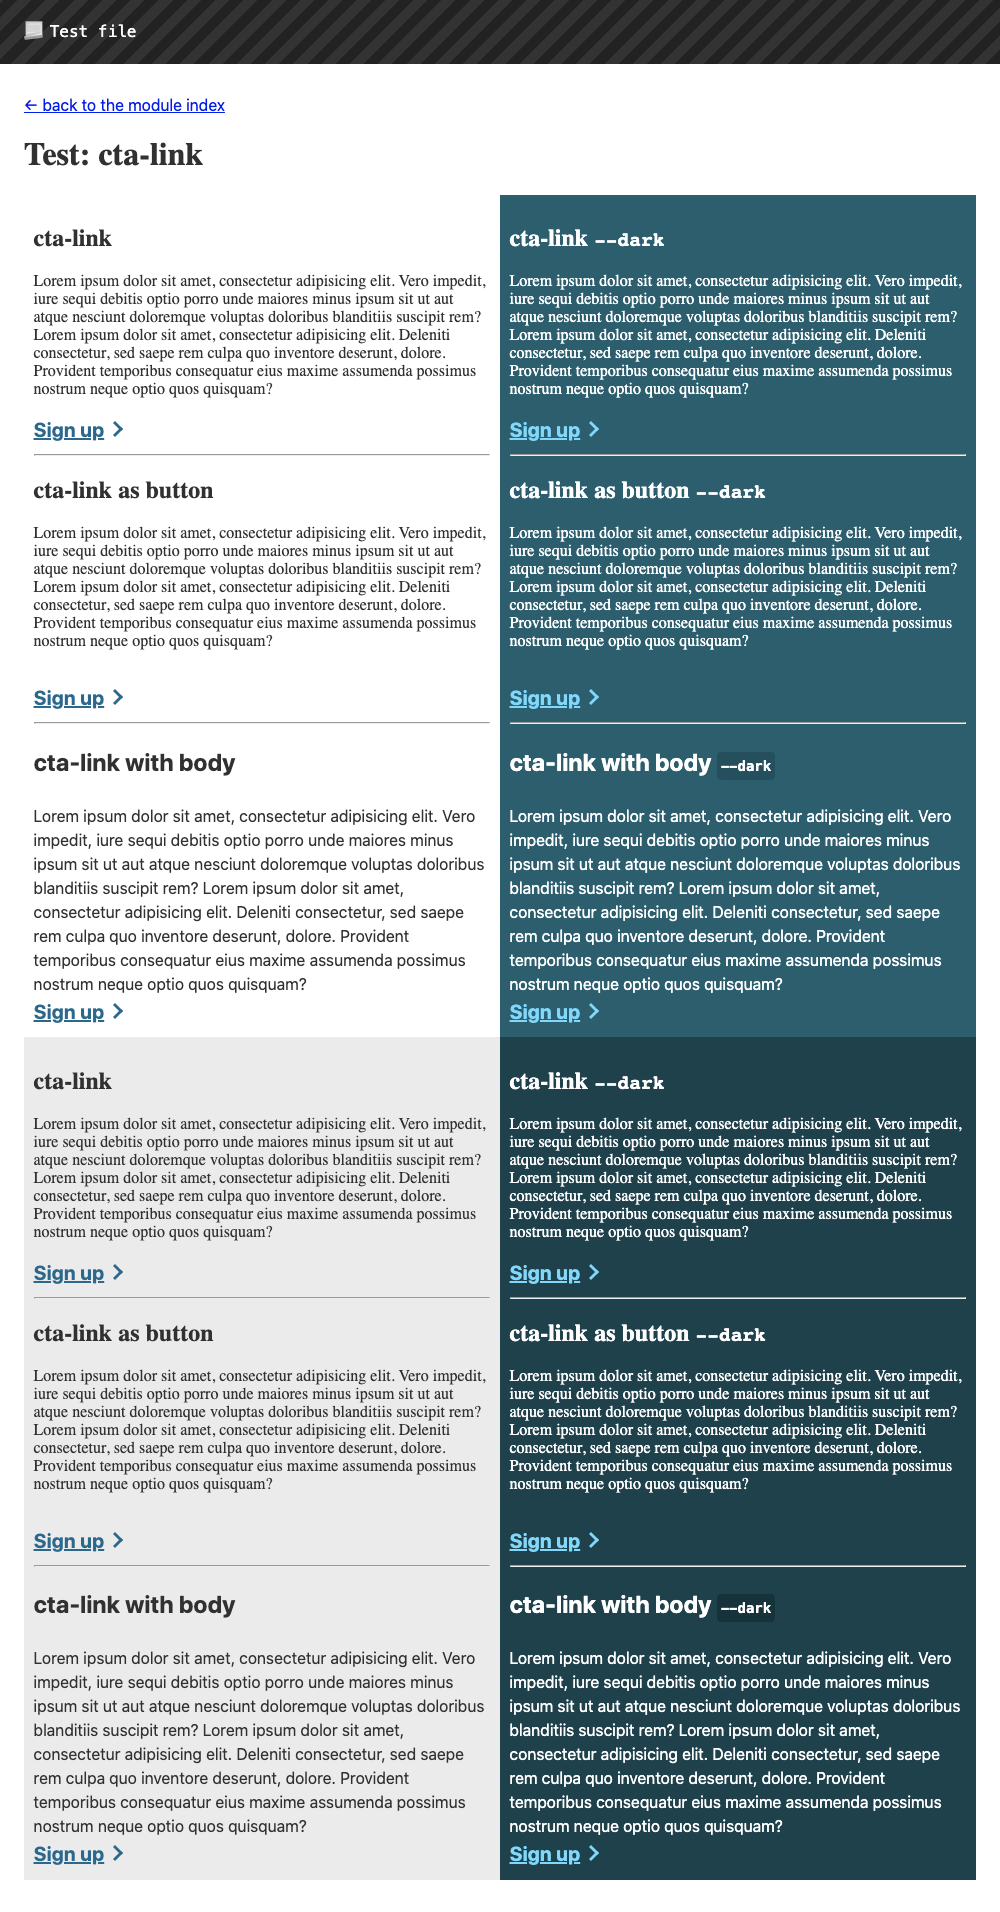 Test file
← back to the module index
Test: cta-link
cta-link
Lorem ipsum dolor sit amet, consectetur adipisicing elit. Vero impedit,
iure sequi debitis optio porro unde maiores minus ipsum sit ut aut
atque nesciunt doloremque voluptas doloribus blanditiis suscipit rem?
Lorem ipsum dolor sit amet, consectetur adipisicing elit. Deleniti
consectetur, sed saepe rem culpa quo inventore deserunt, dolore.
Provident temporibus consequatur eius maxime assumenda possimus
nostrum neque optio quos quisquam?
Sign up
cta-link as button
Lorem ipsum dolor sit amet, consectetur adipisicing elit. Vero impedit,
iure sequi debitis optio porro unde maiores minus ipsum sit ut aut
atque nesciunt doloremque voluptas doloribus blanditiis suscipit rem?
Lorem ipsum dolor sit amet, consectetur adipisicing elit. Deleniti
consectetur, sed saepe rem culpa quo inventore deserunt, dolore.
Provident temporibus consequatur eius maxime assumenda possimus
nostrum neque optio quos quisquam?
Sign up
cta-link with body
Lorem ipsum dolor sit amet, consectetur adipisicing elit. Vero
impedit, iure sequi debitis optio porro unde maiores minus
ipsum sit ut aut atque nesciunt doloremque voluptas doloribus
blanditiis suscipit rem? Lorem ipsum dolor sit amet,
consectetur adipisicing elit. Deleniti consectetur, sed saepe
rem culpa quo inventore deserunt, dolore. Provident
temporibus consequatur eius maxime assumenda possimus
nostrum neque optio quos quisquam?
Sign up
cta-link --dark
Lorem ipsum dolor sit amet, consectetur adipisicing elit. Vero impedit,
iure sequi debitis optio porro unde maiores minus ipsum sit ut aut
atque nesciunt doloremque voluptas doloribus blanditiis suscipit rem?
Lorem ipsum dolor sit amet, consectetur adipisicing elit. Deleniti
consectetur, sed saepe rem culpa quo inventore deserunt, dolore.
Provident temporibus consequatur eius maxime assumenda possimus
nostrum neque optio quos quisquam?
Sign up
cta-link as button --dark
Lorem ipsum dolor sit amet, consectetur adipisicing elit. Vero impedit,
iure sequi debitis optio porro unde maiores minus ipsum sit ut aut
atque nesciunt doloremque voluptas doloribus blanditiis suscipit rem?
Lorem ipsum dolor sit amet, consectetur adipisicing elit. Deleniti
consectetur, sed saepe rem culpa quo inventore deserunt, dolore.
Provident temporibus consequatur eius maxime assumenda possimus
nostrum neque optio quos quisquam?
Sign up
cta-link with body --dark
Lorem ipsum dolor sit amet, consectetur adipisicing elit. Vero
impedit, iure sequi debitis optio porro unde maiores minus
ipsum sit ut aut atque nesciunt doloremque voluptas doloribus
blanditiis suscipit rem? Lorem ipsum dolor sit amet,
consectetur adipisicing elit. Deleniti consectetur, sed saepe
rem culpa quo inventore deserunt, dolore. Provident
temporibus consequatur eius maxime assumenda possimus
nostrum neque optio quos quisquam?
Sign up
cta-link
Lorem ipsum dolor sit amet, consectetur adipisicing elit. Vero impedit,
iure sequi debitis optio porro unde maiores minus ipsum sit ut aut
atque nesciunt doloremque voluptas doloribus blanditiis suscipit rem?
Lorem ipsum dolor sit amet, consectetur adipisicing elit. Deleniti
consectetur, sed saepe rem culpa quo inventore deserunt, dolore.
Provident temporibus consequatur eius maxime assumenda possimus
nostrum neque optio quos quisquam?
Sign up
cta-link as button
Lorem ipsum dolor sit amet, consectetur adipisicing elit. Vero impedit,
iure sequi debitis optio porro unde maiores minus ipsum sit ut aut
atque nesciunt doloremque voluptas doloribus blanditiis suscipit rem?
Lorem ipsum dolor sit amet, consectetur adipisicing elit. Deleniti
consectetur, sed saepe rem culpa quo inventore deserunt, dolore.
Provident temporibus consequatur eius maxime assumenda possimus
nostrum neque optio quos quisquam?
Sign up
cta-link with body
Lorem ipsum dolor sit amet, consectetur adipisicing elit. Vero
impedit, iure sequi debitis optio porro unde maiores minus
ipsum sit ut aut atque nesciunt doloremque voluptas doloribus
blanditiis suscipit rem? Lorem ipsum dolor sit amet,
consectetur adipisicing elit. Deleniti consectetur, sed saepe
rem culpa quo inventore deserunt, dolore. Provident
temporibus consequatur eius maxime assumenda possimus
nostrum neque optio quos quisquam?
Sign up
cta-link --dark
Lorem ipsum dolor sit amet, consectetur adipisicing elit. Vero impedit,
iure sequi debitis optio porro unde maiores minus ipsum sit ut aut
atque nesciunt doloremque voluptas doloribus blanditiis suscipit rem?
Lorem ipsum dolor sit amet, consectetur adipisicing elit. Deleniti
consectetur, sed saepe rem culpa quo inventore deserunt, dolore.
Provident temporibus consequatur eius maxime assumenda possimus
nostrum neque optio quos quisquam?
Sign up
cta-link as button --dark
Lorem ipsum dolor sit amet, consectetur adipisicing elit. Vero impedit,
iure sequi debitis optio porro unde maiores minus ipsum sit ut aut
atque nesciunt doloremque voluptas doloribus blanditiis suscipit rem?
Lorem ipsum dolor sit amet, consectetur adipisicing elit. Deleniti
consectetur, sed saepe rem culpa quo inventore deserunt, dolore.
Provident temporibus consequatur eius maxime assumenda possimus
nostrum neque optio quos quisquam?
Sign up
cta-link with body --dark
Lorem ipsum dolor sit amet, consectetur adipisicing elit. Vero
impedit, iure sequi debitis optio porro unde maiores minus
ipsum sit ut aut atque nesciunt doloremque voluptas doloribus
blanditiis suscipit rem? Lorem ipsum dolor sit amet,
consectetur adipisicing elit. Deleniti consectetur, sed saepe
rem culpa quo inventore deserunt, dolore. Provident
temporibus consequatur eius maxime assumenda possimus
nostrum neque optio quos quisquam?
Sign up